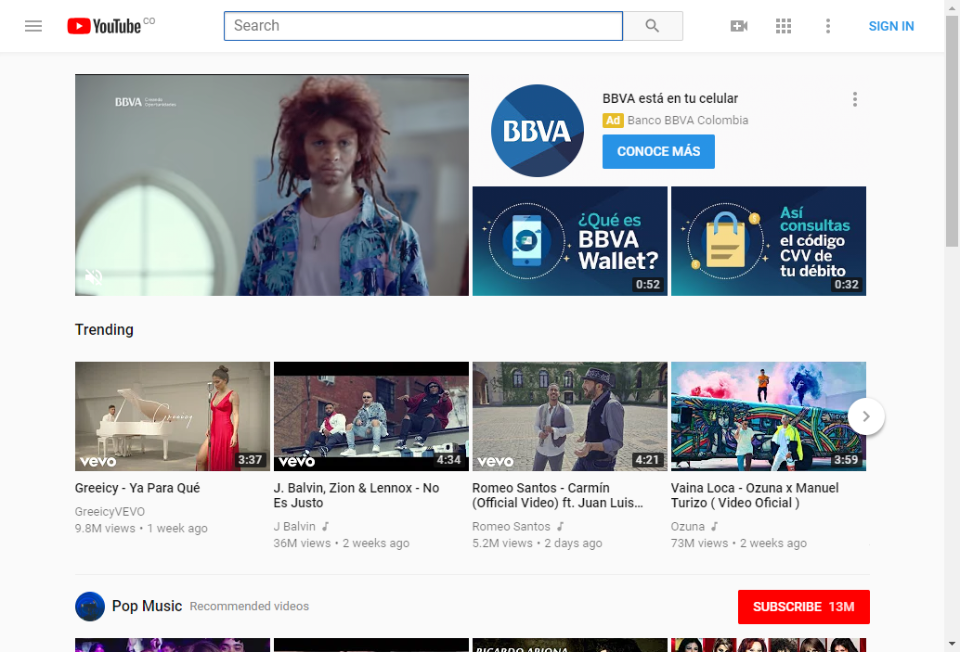 YouTube CO
Search
SIGN IN
BBVA
BBVA
BBVA está en tu celular
Ad Banco BBVA Colombia
CONOCE MÁS
¿Qué es
BBVA
Wallet?
0:52
Así
consultas
el código
CVV de
tu débito
0:32
Trending
Greeicy
vevo
3:37
vevo
4:34
vevo
4:21
3:59
Greeicy - Ya Para Qué
GreeicyVEVO
9.8M views • 1 week ago
J. Balvin, Zion & Lennox - No
Es Justo
J Balvin
36M views • 2 weeks ago
Romeo Santos - Carmín
(Official Video) ft. Juan Luis...
Romeo Santos
5.2M views • 2 days ago
Vaina Loca - Ozuna x Manuel
Turizo ( Video Oficial )
Ozuna
73M views • 2 weeks ago
Pop Music Recommended videos
SUBSCRIBE 13M
RICARDO ARJONA